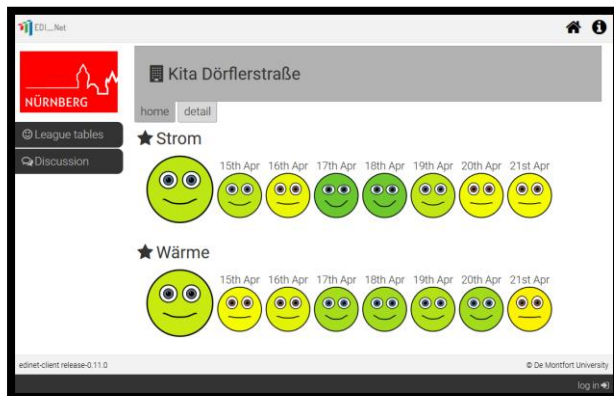 EDI_Net
NÜRNBERG
League tables
Discussion
Kita Dörflerstraße
home detail
Strom
15th Apr 16th Apr 17th Apr 18th Apr 19th Apr 20th Apr 21st Apr
Wärme
15th Apr 16th Apr 17th Apr 18th Apr 19th Apr 20th Apr 21st Apr
edinet-client release-0.11.0
© De Montfort University
log in